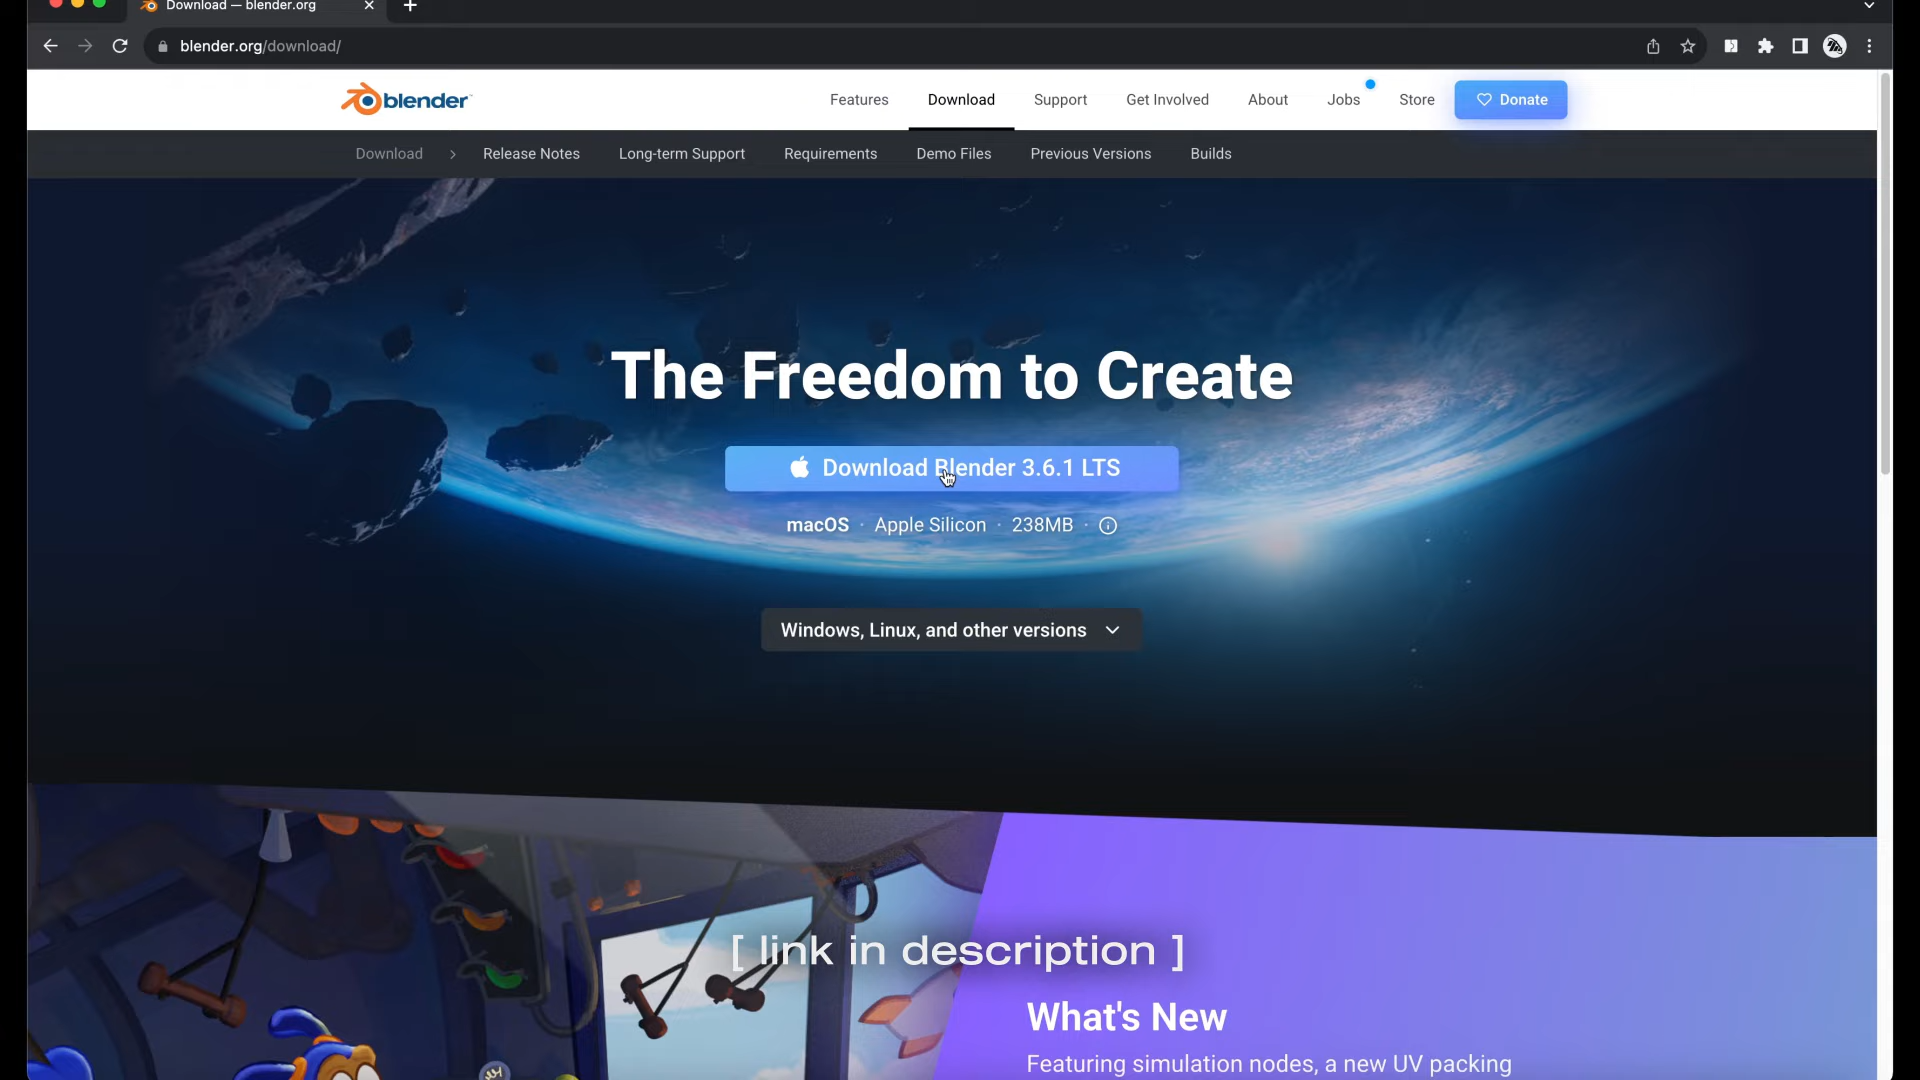 Download — blender.org
blender.org/download/
blender
Features
Download
Support
Get Involved
About
Jobs
Store
Donate
Download
Release Notes
Long-term Support
Requirements
Demo Files
Previous Versions
Builds
The Freedom to Create
Download Blender 3.6.1 LTS
macOS · Apple Silicon · 238MB ·
Windows, Linux, and other versions
[ link in description ]
What's New
Featuring simulation nodes, a new UV packing